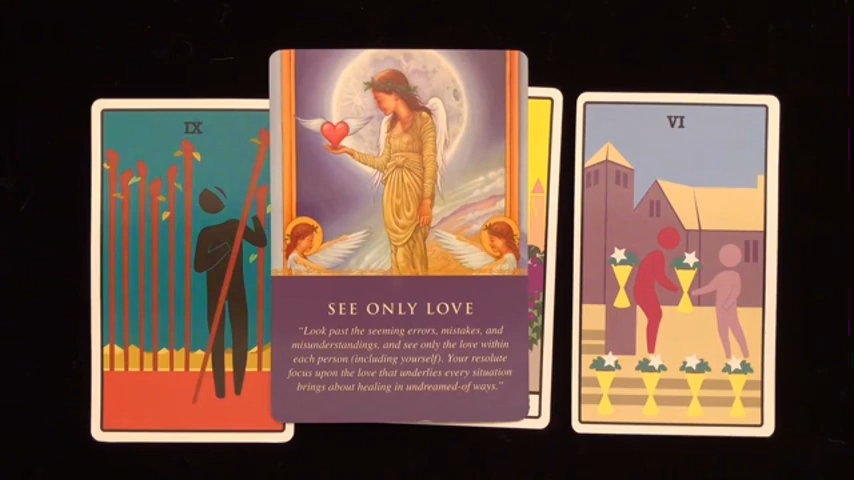 IX
VI
SEE ONLY LOVE
"Look past the seeming errors, mistakes, and
misunderstandings, and see only the love within
each person (including yourself). Your resolute
focus upon the love that underlies every situation
brings about healing in undreamed-of ways."